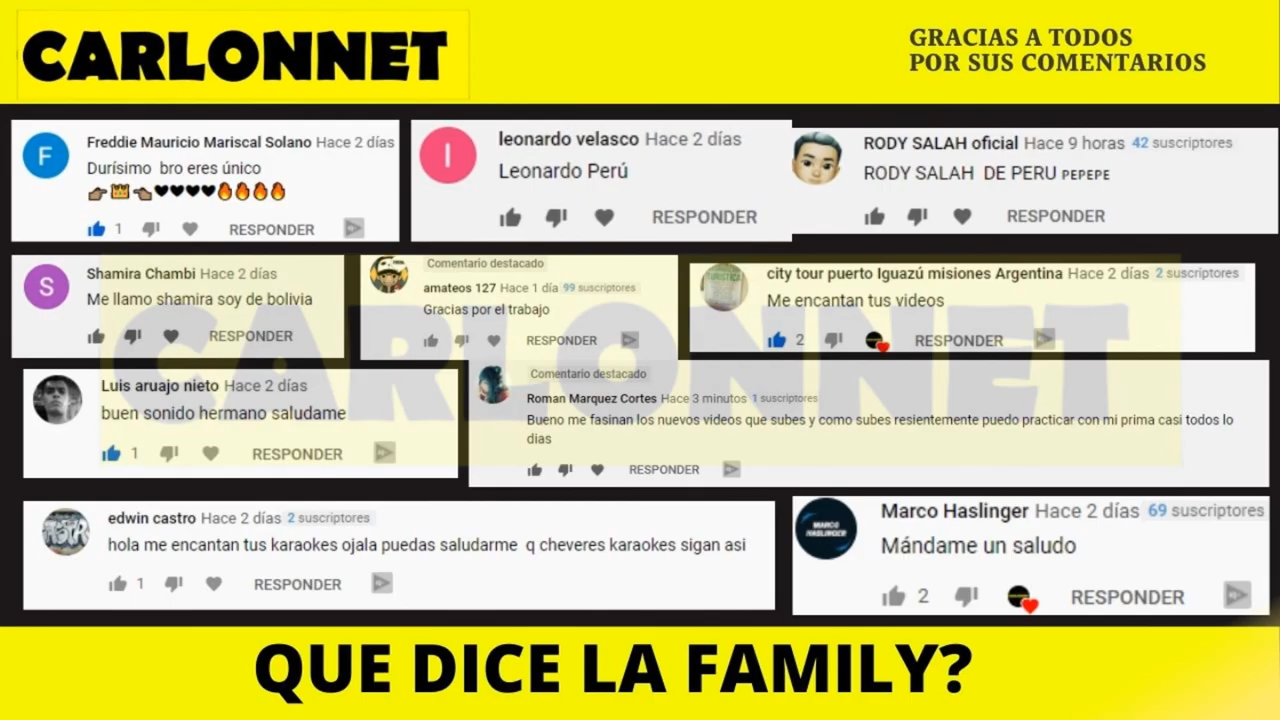 CARLONNET
GRACIAS A TODOS
POR SUS COMENTARIOS
F
Freddie Mauricio Mariscal Solano Hace 2 días
Durísimo bro eres único
👉🏽👑👈🏽♥♥♥♥🔥🔥🔥🔥
1 RESPONDER
l
leonardo velasco Hace 2 días
Leonardo Perú
RESPONDER
RODY SALAH oficial Hace 9 horas 42 suscriptores
RODY SALAH DE PERU ᴘᴇᴘᴇᴘᴇ
RESPONDER
S
Shamira Chambi Hace 2 días
Me llamo shamira soy de bolivia
RESPONDER
Comentario destacado
amateos 127 Hace 1 día 99 suscriptores
Gracias por el trabajo
RESPONDER
city tour puerto Iguazú misiones Argentina Hace 2 días 2 suscriptores
Me encantan tus videos
2 RESPONDER
CARLONNET
Luis aruajo nieto Hace 2 días
buen sonido hermano saludame
1 RESPONDER
Comentario destacado
Roman Marquez Cortes Hace 3 minutos 1 suscriptores
Bueno me fasinan los nuevos videos que subes y como subes resientemente puedo practicar con mi prima casi todos lo
dias
RESPONDER
edwin castro Hace 2 días 2 suscriptores
hola me encantan tus karaokes ojala puedas saludarme q cheveres karaokes sigan asi
1 RESPONDER
MARCO
HASLINGER
Marco Haslinger Hace 2 días 69 suscriptores
Mándame un saludo
2 RESPONDER
QUE DICE LA FAMILY?